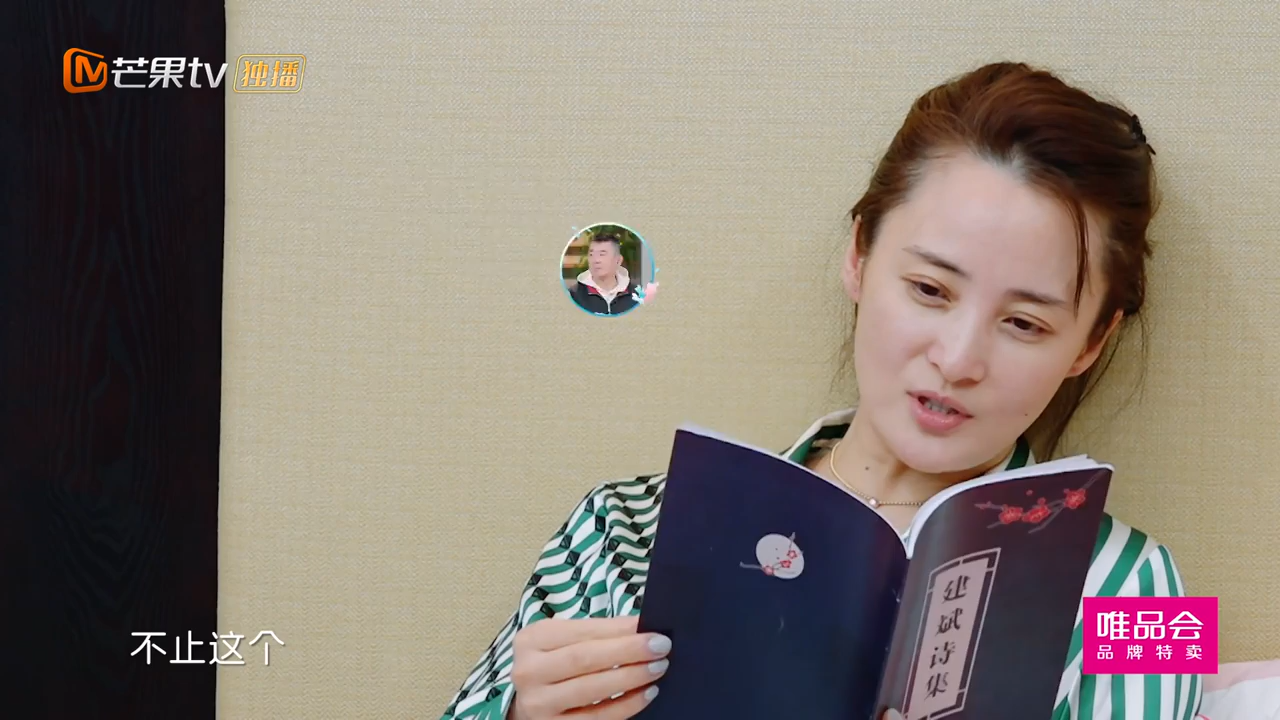 芒果tv 独播
建斌诗集
不止这个
唯品会
品牌特卖